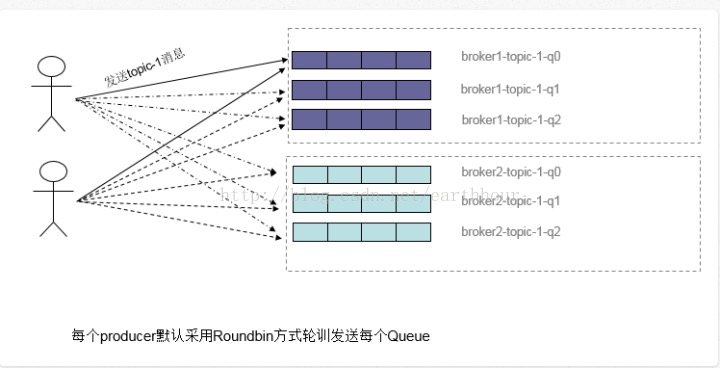 发送topic-1消息
broker1-topic-1-q0
broker1-topic-1-q1
broker1-topic-1-q2
broker2-topic-1-q0
http://blog.csdn.net/earthhour
broker2-topic-1-q1
broker2-topic-1-q2
每个producer默认采用Roundbin方式轮训发送每个Queue